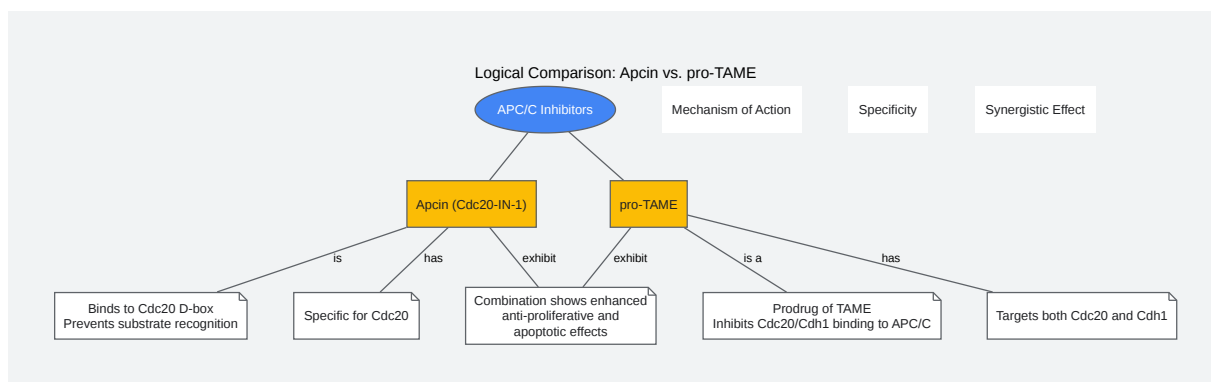 Logical Comparison: Apcin vs. pro-TAME
APC/C Inhibitors
Mechanism of Action
Specificity
Synergistic Effect
Apcin (Cdc20-IN-1)
pro-TAME
is
has
exhibit
exhibit
is a
has
Binds to Cdc20 D-box
Prevents substrate recognition
Specific for Cdc20
Combination shows enhanced
anti-proliferative and
apoptotic effects
Prodrug of TAME
Inhibits Cdc20/Cdh1 binding to APC/C
Targets both Cdc20 and Cdh1